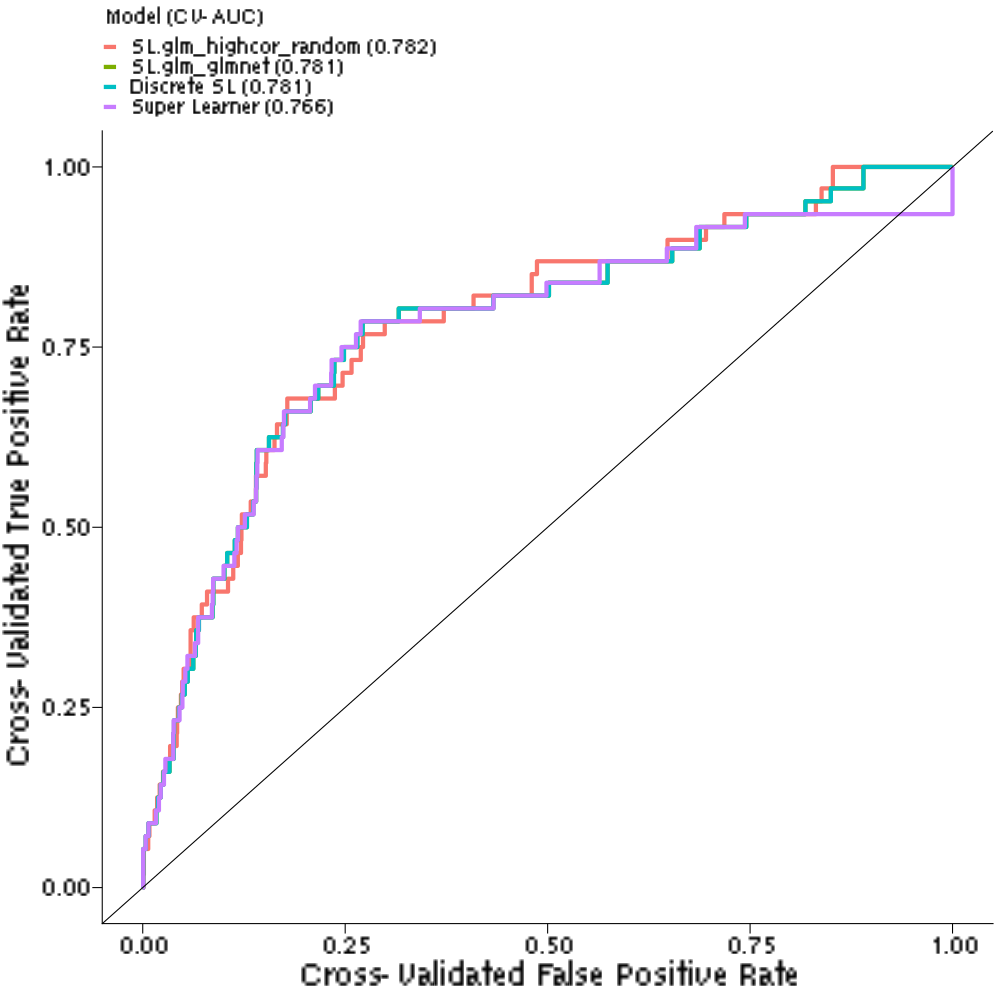 Model (CV- AUC)
SL.glm_highcor_random (0.782)
SL.glm_glmnet (0.781)
Discrete SL (0.781)
Super Learner (0.766)
1.00
0.75
0.50
0.25
0.00
Cross- Validated True Positive Rate
0.00 0.25 0.50 0.75 1.00
Cross- Validated False Positive Rate